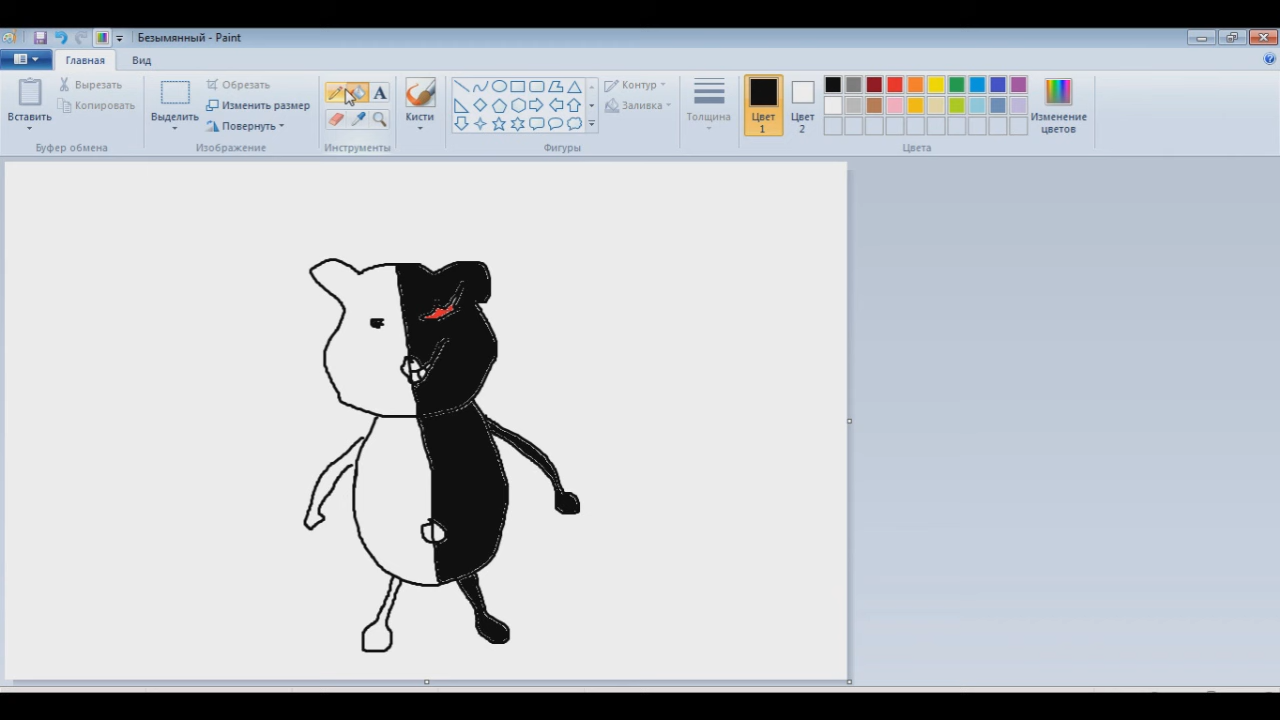 Безымянный - Paint
Главная Вид
Вставить
Вырезать
Копировать
Буфер обмена
Выделить
Обрезать
Изменить размер
Повернуть
Изображение
A
Инструменты
Кисти
Контур
Заливка
Фигуры
Толщина
Цвет 1
Цвет 2
Изменение цветов
Цвета